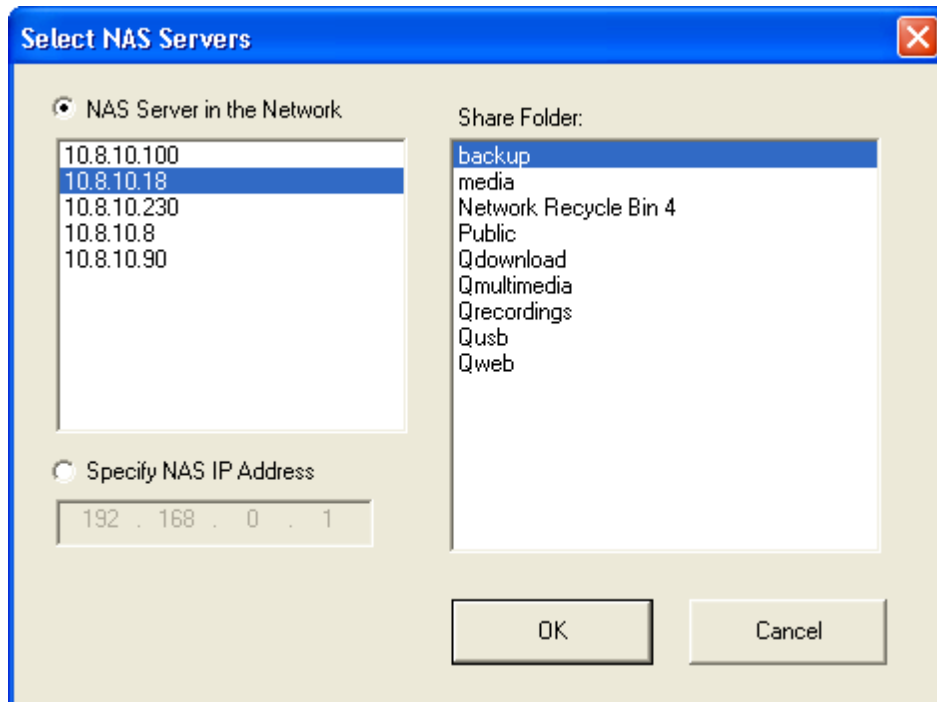 Select NAS Servers
NAS Server in the Network
10.8.10.100
10.8.10.18
10.8.10.230
10.8.10.8
10.8.10.90
Specify NAS IP Address
192 . 168 . 0 . 1
Share Folder:
backup
media
Network Recycle Bin 4
Public
Qdownload
Qmultimedia
Qrecordings
Qusb
Qweb
OK
Cancel